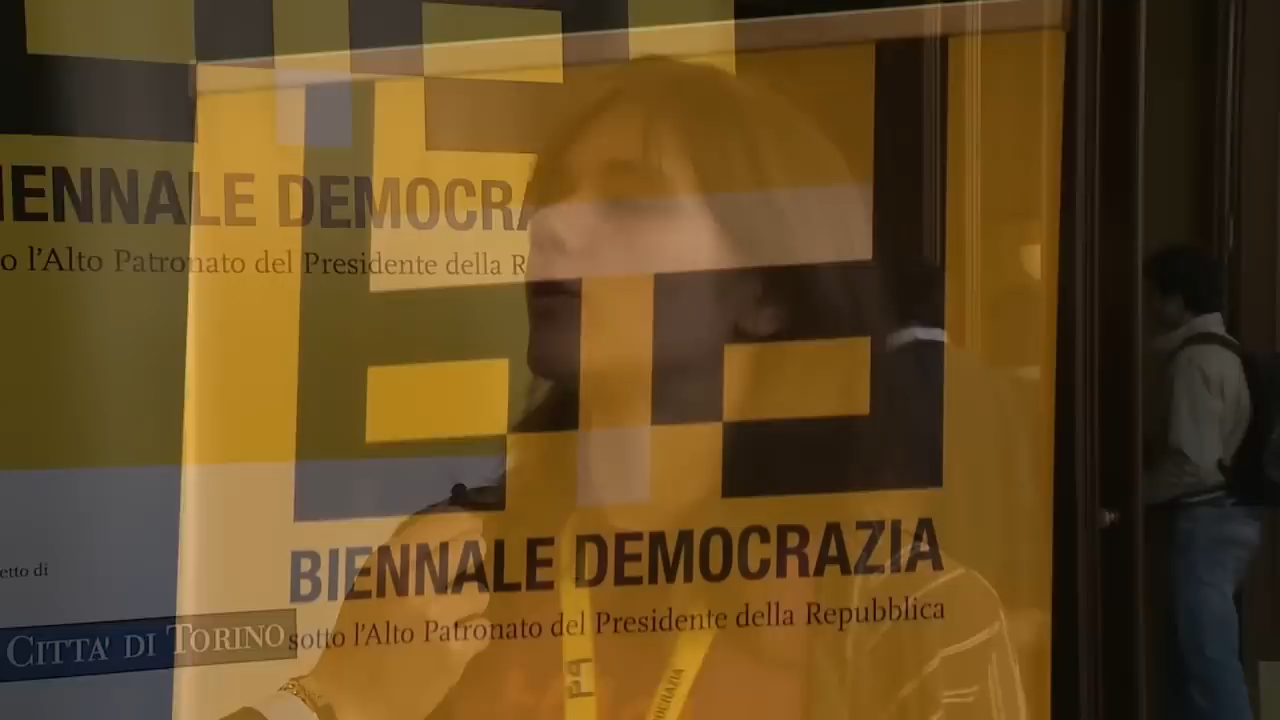 IENNALE DEMOCRA
o l'Alto Patronato del Presidente della R
BIENNALE DEMOCRAZIA
sotto l'Alto Patronato del Presidente della Repubblica
etto di
CITTA' DI TORINO
OCRAZIA